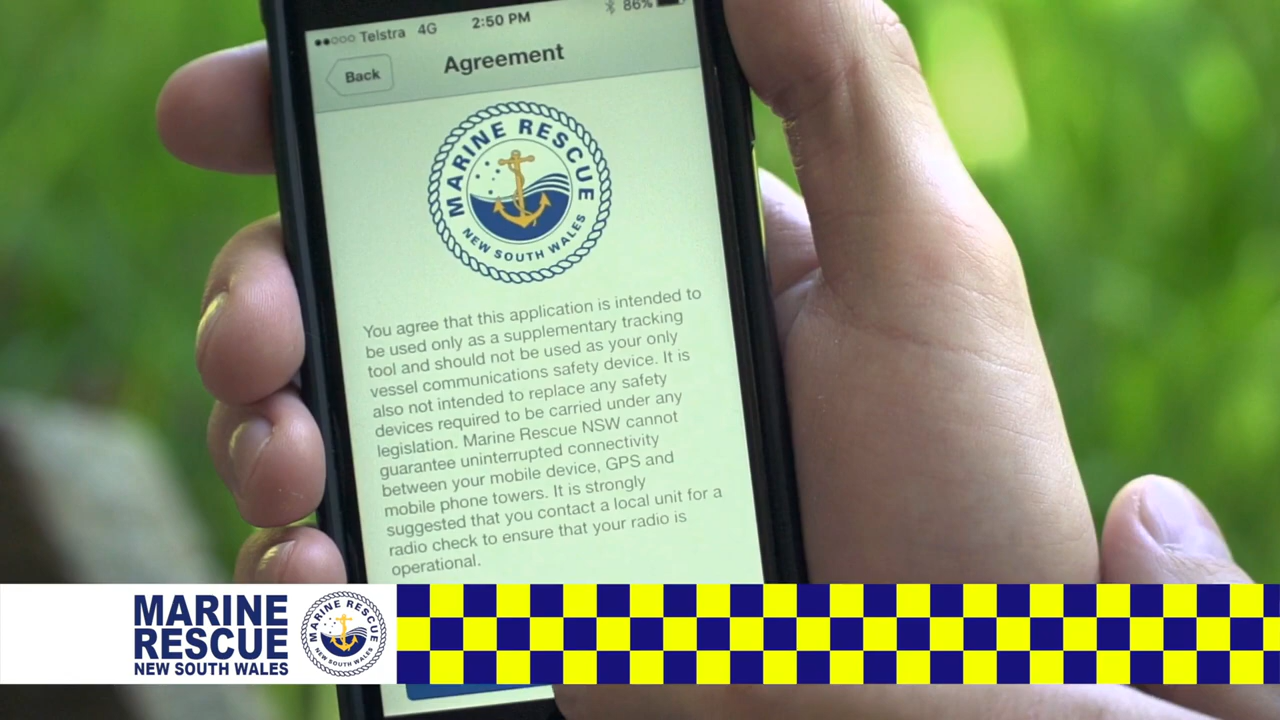 Telstra 4G 2:50 PM 86%
Back
Agreement
MARINE RESCUE
NEW SOUTH WALES
You agree that this application is intended to
be used only as a supplementary tracking
tool and should not be used as your only
vessel communications safety device. It is
also not intended to replace any safety
devices required to be carried under any
legislation. Marine Rescue NSW cannot
guarantee uninterrupted connectivity
between your mobile device, GPS and
mobile phone towers. It is strongly
suggested that you contact a local unit for a
radio check to ensure that your radio is
operational.
MARINE
RESCUE
NEW SOUTH WALES
MARINE RESCUE
NEW SOUTH WALES